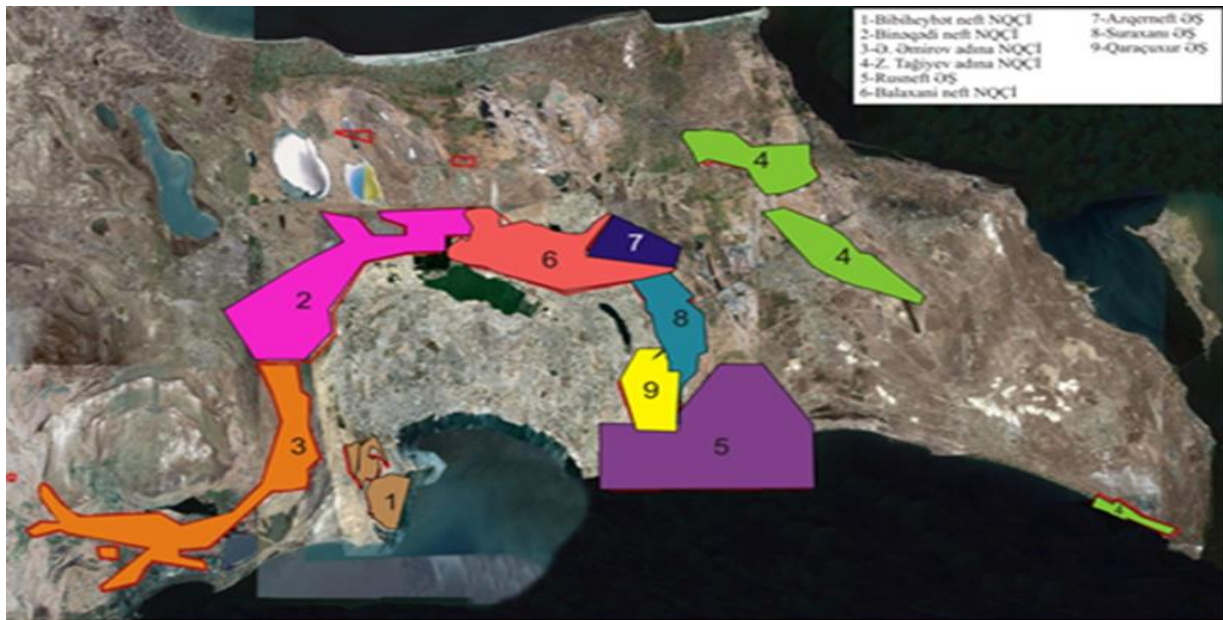 1-Bibiheybət neft NQÇİ
2-Binəqədi neft NQÇİ
3-Ə. Əmirov adına NQÇİ
4-Z. Tağiyev adına NQÇİ
5-Rusneft ƏŞ
6-Balaxani neft NQÇİ
7-Azqerneft ƏŞ
8-Suraxanı ƏŞ
9-Qaraçuxur ƏŞ
4
7
6
4
2
8
9
3
5
1
4